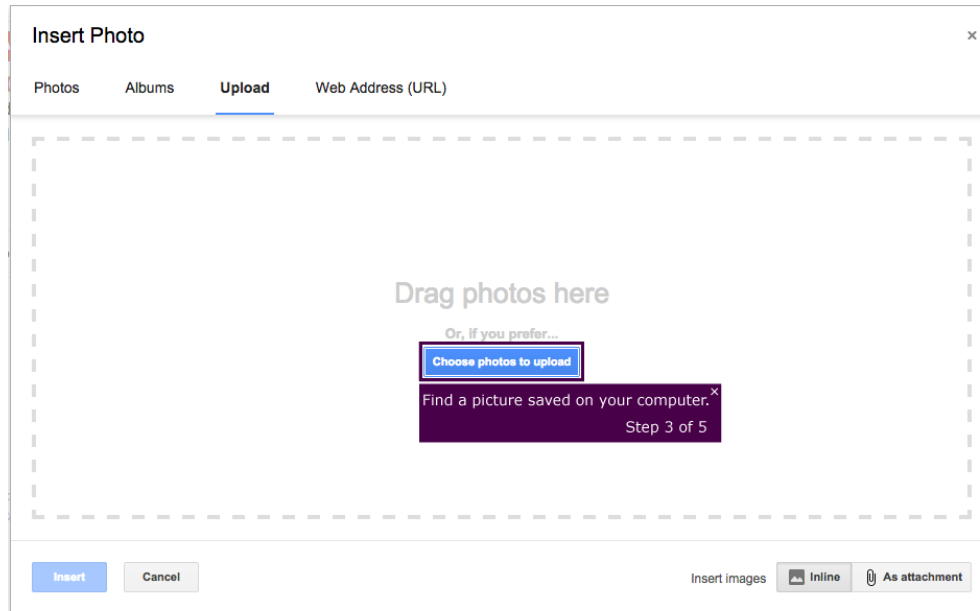 Insert Photo
×
Photos Albums Upload Web Address (URL)
Drag photos here
Or, if you prefer...
Choose photos to upload
×
Find a picture saved on your computer.
Step 3 of 5
Insert Cancel Insert images Inline As attachment